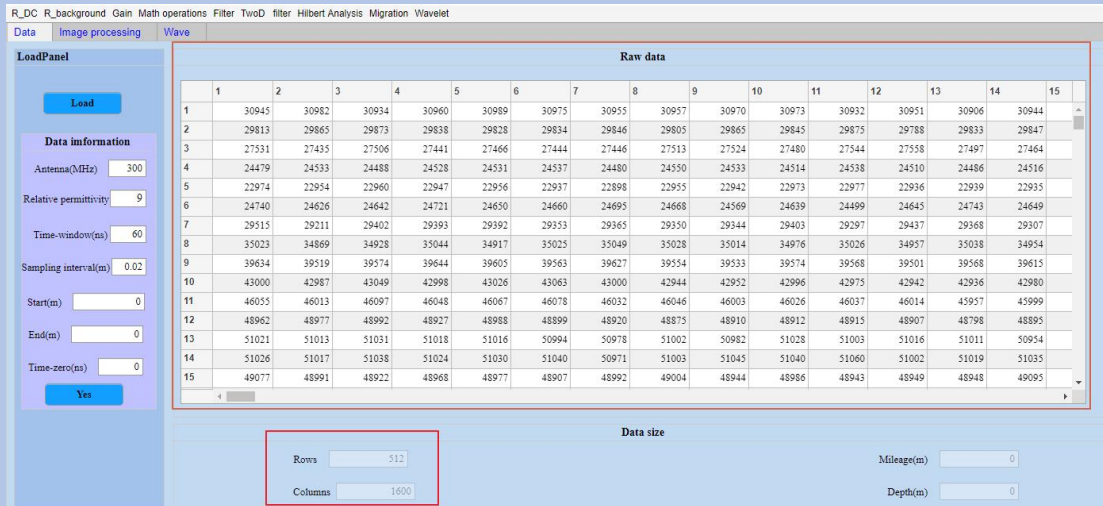 R_DC R_background Gain Math operations Filter TwoD filter Hilbert Analysis Migration Wavelet
Data Image processing Wave
LoadPanel
Load
Data imformation
Antenna(MHz) 300
Relative permittivity 9
Time-window(ns) 60
Sampling interval(m) 0.02
Start(m) 0
End(m) 0
Time-zero(ns) 0
Yes
Raw data
1 2 3 4 5 6 7 8 9 10 11 12 13 14 15
1 30945 30982 30934 30960 30989 30975 30955 30957 30970 30973 30932 30951 30906 30944
2 29813 29865 29873 29838 29828 29834 29846 29805 29865 29845 29875 29788 29833 29847
3 27531 27435 27506 27441 27466 27444 27446 27513 27524 27480 27544 27558 27497 27464
4 24479 24533 24488 24528 24531 24537 24480 24550 24533 24514 24538 24510 24486 24516
5 22974 22954 22960 22947 22956 22937 22898 22955 22942 22973 22977 22936 22939 22935
6 24740 24626 24642 24721 24650 24660 24695 24668 24569 24639 24499 24645 24743 24649
7 29515 29211 29402 29393 29392 29353 29365 29350 29344 29403 29297 29437 29368 29307
8 35023 34869 34928 35044 34917 35025 35049 35028 35014 34976 35026 34957 35038 34954
9 39634 39519 39574 39644 39605 39563 39627 39554 39533 39574 39568 39501 39568 39615
10 43000 42987 43049 42998 43026 43063 43000 42944 42952 42996 42975 42942 42936 42980
11 46055 46013 46097 46048 46067 46078 46032 46046 46003 46026 46037 46014 45957 45999
12 48962 48977 48992 48927 48988 48899 48920 48875 48910 48912 48915 48907 48798 48895
13 51021 51013 51031 51018 51016 50994 50978 51002 50982 51028 51003 51016 51011 50954
14 51026 51017 51038 51024 51030 51040 50971 51003 51045 51040 51060 51002 51019 51035
15 49077 48991 48922 48968 48977 48907 48992 49004 48944 48986 48943 48949 48948 49095
Data size
Rows 512
Columns 1600
Mileage(m) 0
Depth(m) 0